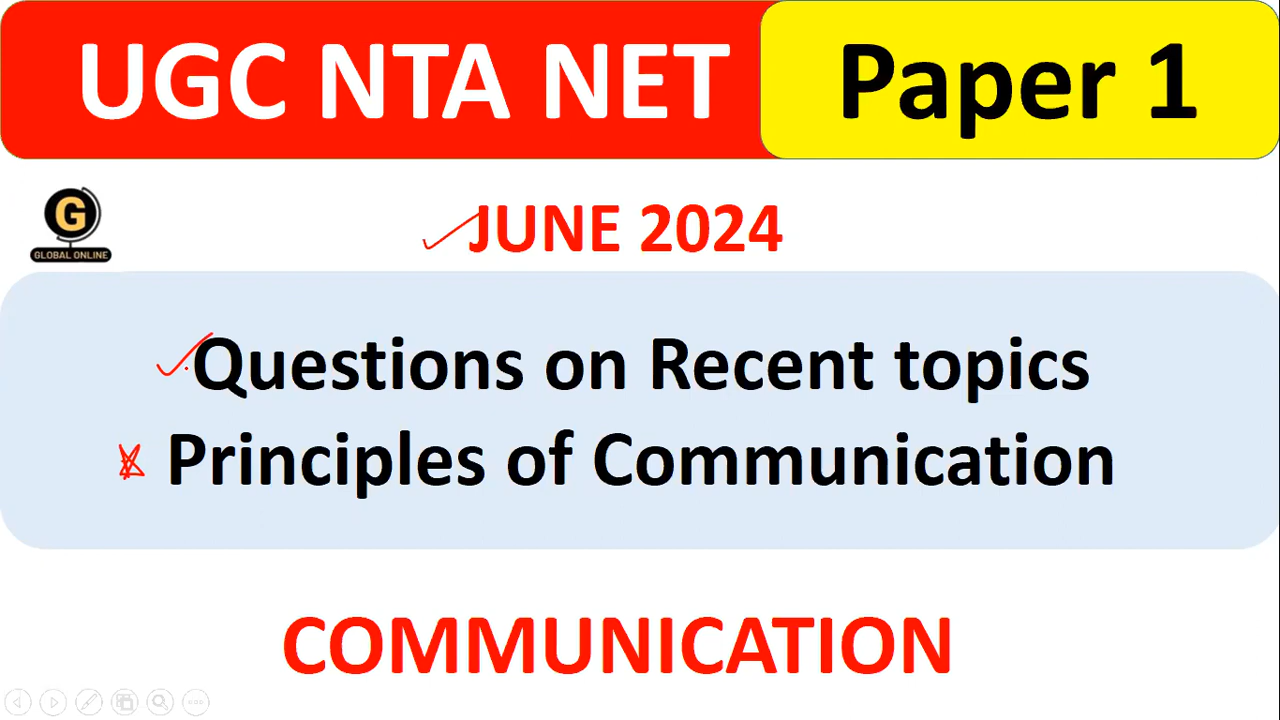 UGC NTA NET Paper 1
G
GLOBAL ONLINE
JUNE 2024
Questions on Recent topics
Principles of Communication
COMMUNICATION